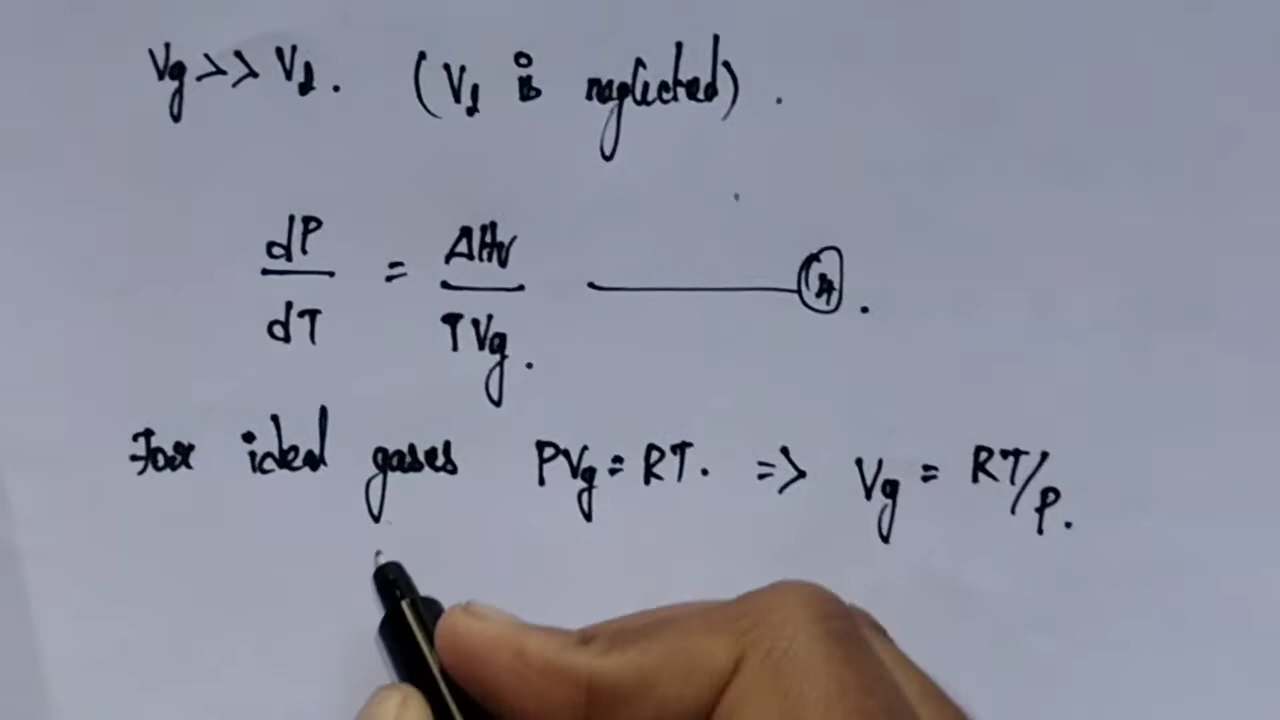 Vg >> Vl. (Vl is neglected).
dP/dT = ΔHv/TVg. ——— (4).
For ideal gases PVg = RT. => Vg = RT/P.